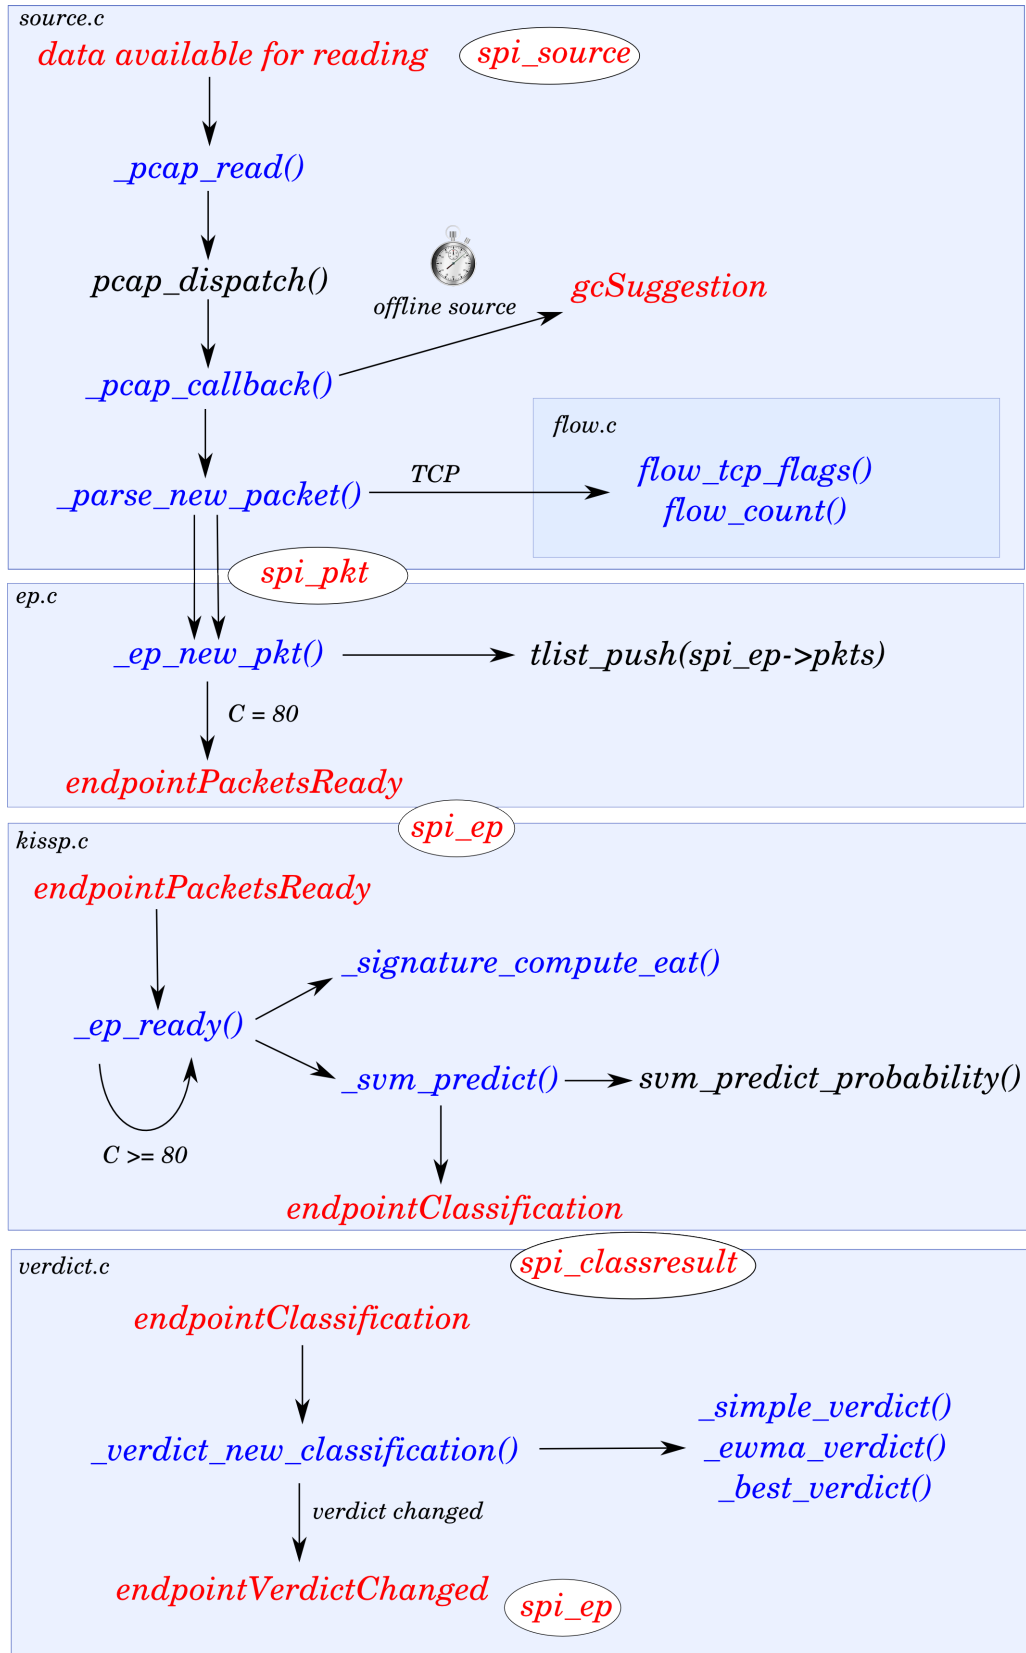 source.c
data available for reading
spi_source
_pcap_read()
pcap_dispatch()
offline source
gcSuggestion
_pcap_callback()
flow.c
_parse_new_packet()
TCP
flow_tcp_flags()
flow_count()
spi_pkt
ep.c
_ep_new_pkt()
tlist_push(spi_ep->pkts)
C = 80
endpointPacketsReady
spi_ep
kissp.c
endpointPacketsReady
_signature_compute_eat()
_ep_ready()
_svm_predict()
svm_predict_probability()
C >= 80
endpointClassification
spi_classresult
verdict.c
endpointClassification
_verdict_new_classification()
_simple_verdict()
_ewma_verdict()
_best_verdict()
verdict changed
endpointVerdictChanged
spi_ep